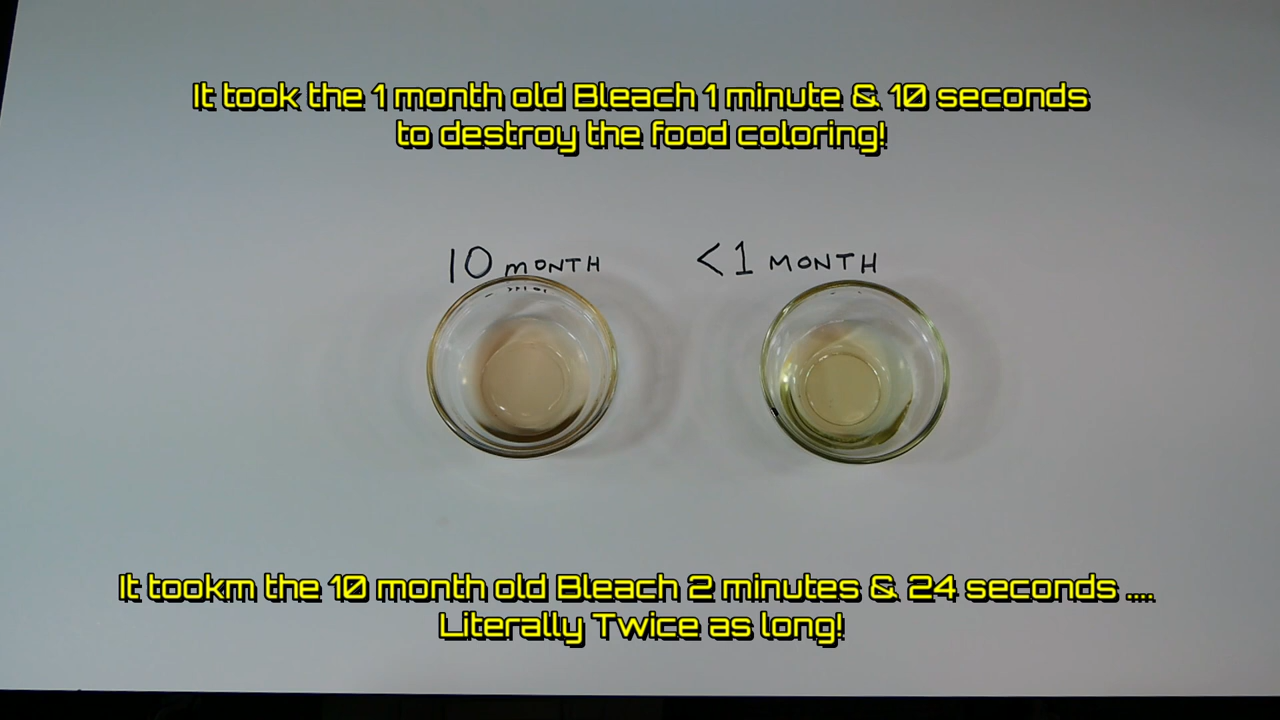 It took the 1 month old Bleach 1 minute & 10 seconds
to destroy the food coloring!
10 MONTH
<1 MONTH
It tookm the 10 month old Bleach 2 minutes & 24 seconds ....
Literally Twice as long!